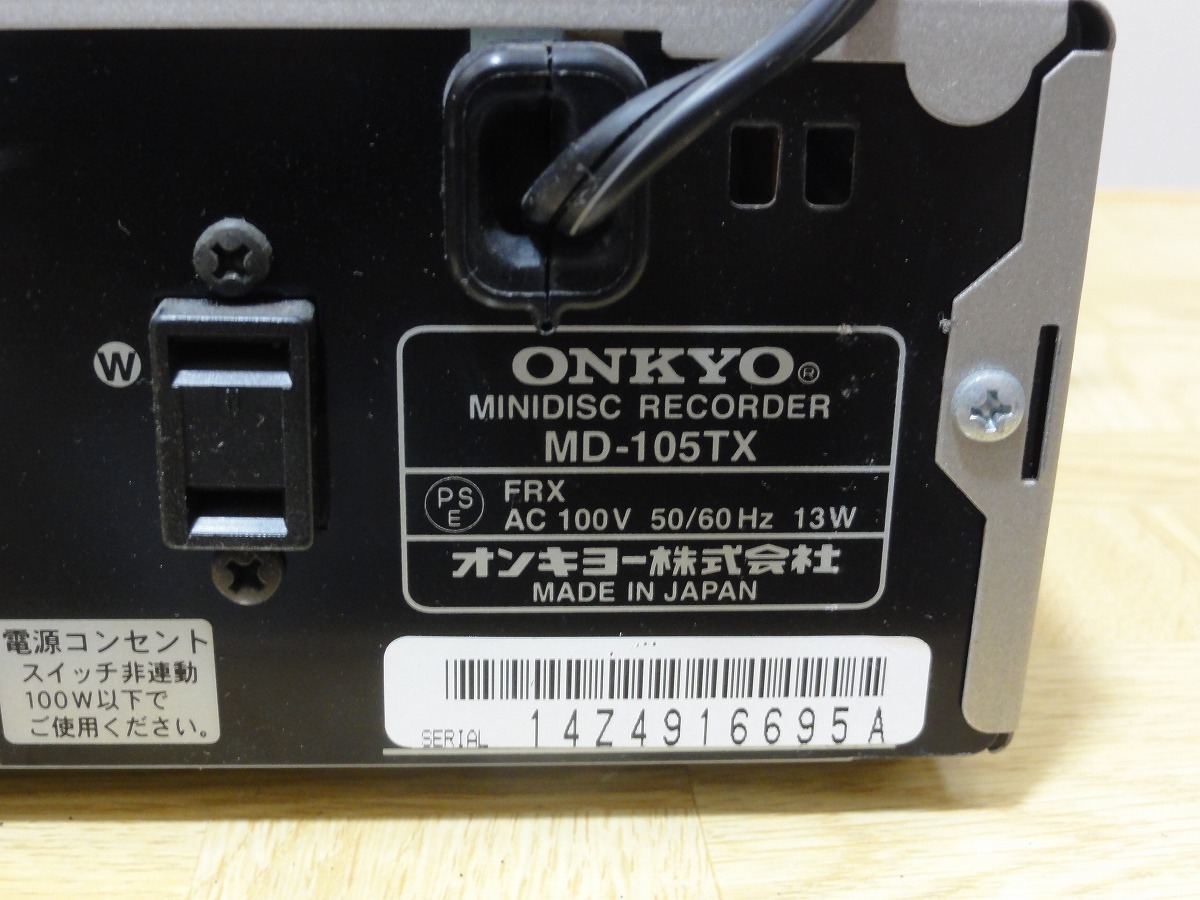 W
ONKYO®
MINIDISC RECORDER
MD-105TX
PS
E
FRX
AC 100V 50/60Hz 13W
オンキヨー株式会社
MADE IN JAPAN
電源コンセント
スイッチ非連動
100W以下で
ご使用ください。
SERIAL 14Z4916695A